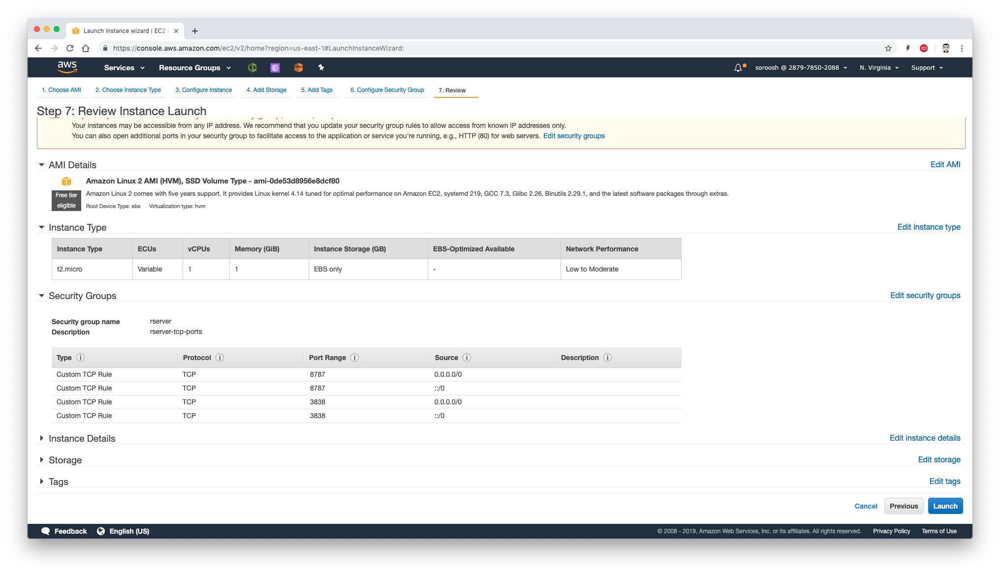 Launch instance wizard | EC2
https://console.aws.amazon.com/ec2/v2/home?region=us-east-1#LaunchInstanceWizard:
aws Services Resource Groups soroosh @ 2879-7850-2088 N. Virginia Support
1. Choose AMI 2. Choose Instance Type 3. Configure Instance 4. Add Storage 5. Add Tags 6. Configure Security Group 7. Review
Step 7: Review Instance Launch
Your instances may be accessible from any IP address. We recommend that you update your security group rules to allow access from known IP addresses only.
You can also open additional ports in your security group to facilitate access to the application or service you're running, e.g., HTTP (80) for web servers. Edit security groups
AMI Details Edit AMI
Amazon Linux 2 AMI (HVM), SSD Volume Type - ami-0de53d8956e8dcf80
Free tier eligible
Amazon Linux 2 comes with five years support. It provides Linux kernel 4.14 tuned for optimal performance on Amazon EC2, systemd 219, GCC 7.3, Glibc 2.26, Binutils 2.29.1, and the latest software packages through extras.
Root Device Type: ebs Virtualization type: hvm
Instance Type Edit instance type
Instance Type ECUs vCPUs Memory (GiB) Instance Storage (GB) EBS-Optimized Available Network Performance
t2.micro Variable 1 1 EBS only - Low to Moderate
Security Groups Edit security groups
Security group name rserver
Description rserver-tcp-ports
Type Protocol Port Range Source Description
Custom TCP Rule TCP 8787 0.0.0.0/0
Custom TCP Rule TCP 8787 ::/0
Custom TCP Rule TCP 3838 0.0.0.0/0
Custom TCP Rule TCP 3838 ::/0
Instance Details Edit instance details
Storage Edit storage
Tags Edit tags
Cancel Previous Launch
Feedback English (US) © 2008 - 2019, Amazon Web Services, Inc. or its affiliates. All rights reserved. Privacy Policy Terms of Use